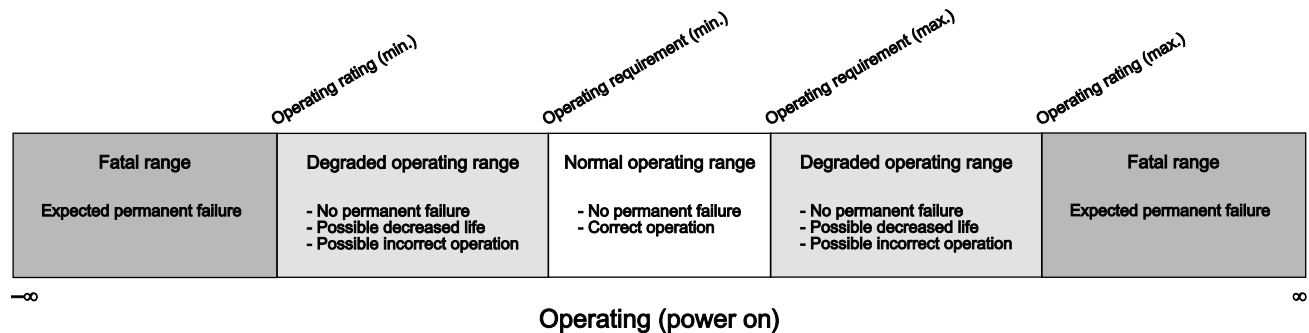 Operating rating (min.)
Operating requirement (min.)
Operating requirement (max.)
Operating rating (max.)
Fatal range
Expected permanent failure
Degraded operating range
- No permanent failure
- Possible decreased life
- Possible incorrect operation
Normal operating range
- No permanent failure
- Correct operation
Degraded operating range
- No permanent failure
- Possible decreased life
- Possible incorrect operation
Fatal range
Expected permanent failure
–∞
∞
Operating (power on)